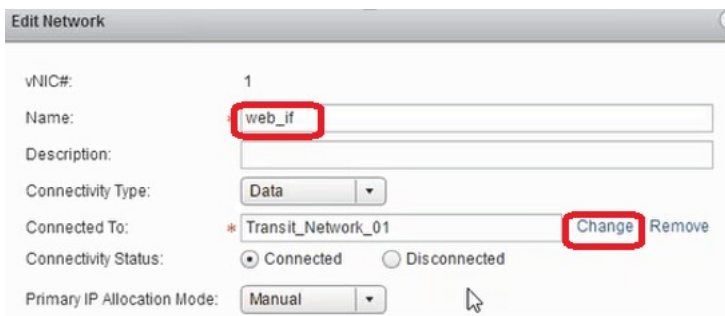 Edit Network
vNIC#: 1
Name: * web_if
Description:
Connectivity Type: Data
Connected To: * Transit_Network_01 Change Remove
Connectivity Status: Connected Disconnected
Primary IP Allocation Mode: Manual